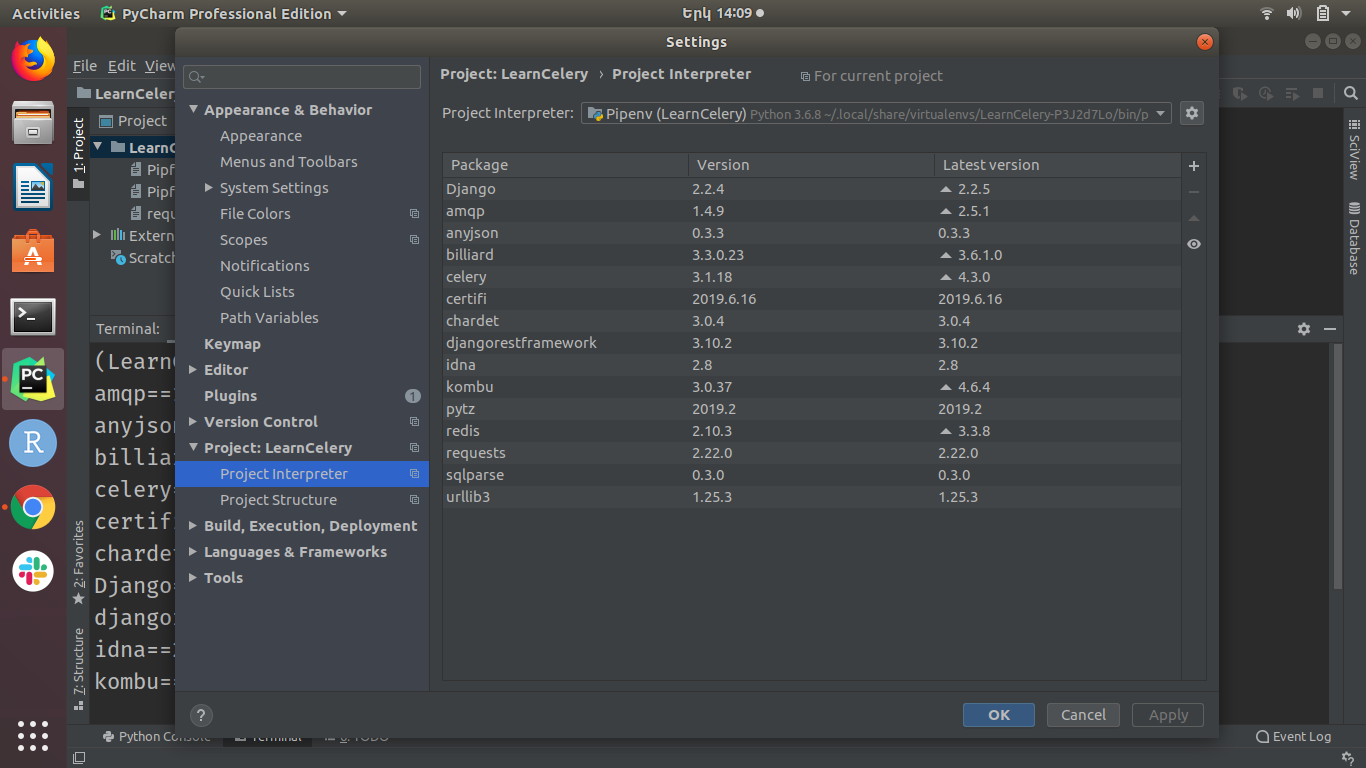 Activities PyCharm Professional Edition Երկ 14:09
Settings
File Edit View
LearnCelery
Project
1: Project
LearnC
Pipf
Pipf
requ
Extern
Scratch
Terminal:
(LearnC
amqp==
anyjson
billia
celery=
certifi
chardet
Django=
django
idna==
kombu==
2: Favorites
7: Structure
Appearance & Behavior
Appearance
Menus and Toolbars
System Settings
File Colors
Scopes
Notifications
Quick Lists
Path Variables
Keymap
Editor
Plugins 1
Version Control
Project: LearnCelery
Project Interpreter
Project Structure
Build, Execution, Deployment
Languages & Frameworks
Tools
Project: LearnCelery › Project Interpreter For current project
Project Interpreter: Pipenv (LearnCelery) Python 3.6.8 ~/.local/share/virtualenvs/LearnCelery-P3J2d7Lo/bin/p
Package Version Latest version
Django 2.2.4 2.2.5
amqp 1.4.9 2.5.1
anyjson 0.3.3 0.3.3
billiard 3.3.0.23 3.6.1.0
celery 3.1.18 4.3.0
certifi 2019.6.16 2019.6.16
chardet 3.0.4 3.0.4
djangorestframework 3.10.2 3.10.2
idna 2.8 2.8
kombu 3.0.37 4.6.4
pytz 2019.2 2019.2
redis 2.10.3 3.3.8
requests 2.22.0 2.22.0
sqlparse 0.3.0 0.3.0
urllib3 1.25.3 1.25.3
? OK Cancel Apply
SciView
Database
PC
R
Python Console Terminal 6: TODO Event Log